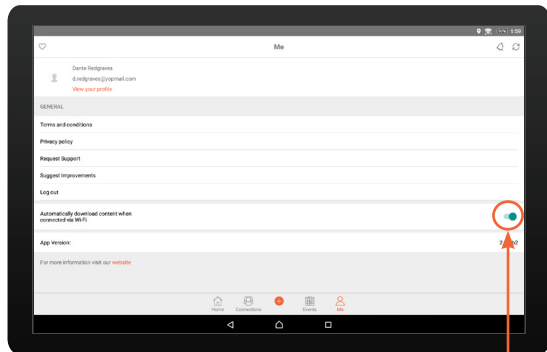 1:50
Me
Dante Redgraves
d.redgraves@yopmail.com
View your profile
GENERAL
Terms and conditions
Privacy policy
Request Support
Suggest Improvements
Log out
Automatically download content when
connected via Wi-Fi
App Version:
For more information visit our website
Home Connections Events Me